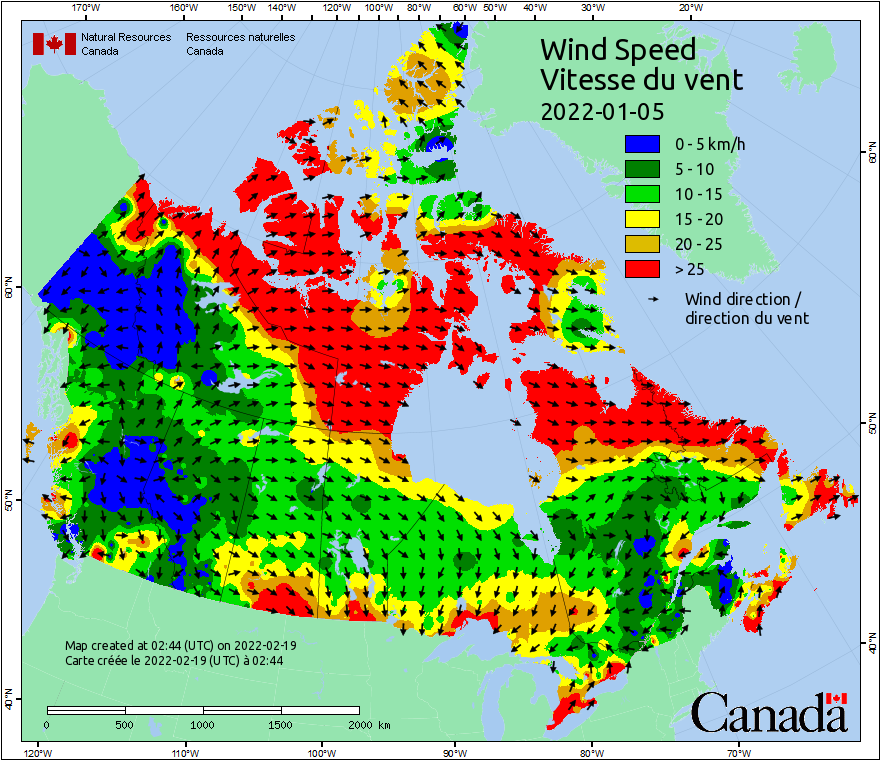 170°W 160°W 150°W 140°W 130°W 120°W 110°W 100°W 80°W 60°W 50°W 40°W 30°W 20°W
Natural Resources Ressources naturelles
Canada Canada
Wind Speed
Vitesse du vent
2022-01-05
0 - 5 km/h
5 - 10
10 - 15
15 - 20
20 - 25
> 25
Wind direction /
direction du vent
60°N 60°N
50°N 50°N
40°N 40°N
Map created at 02:44 (UTC) on 2022-02-19
Carte créée le 2022-02-19 (UTC) à 02:44
0 500 1000 1500 2000 km
Canada
120°W 110°W 100°W 90°W 80°W 70°W